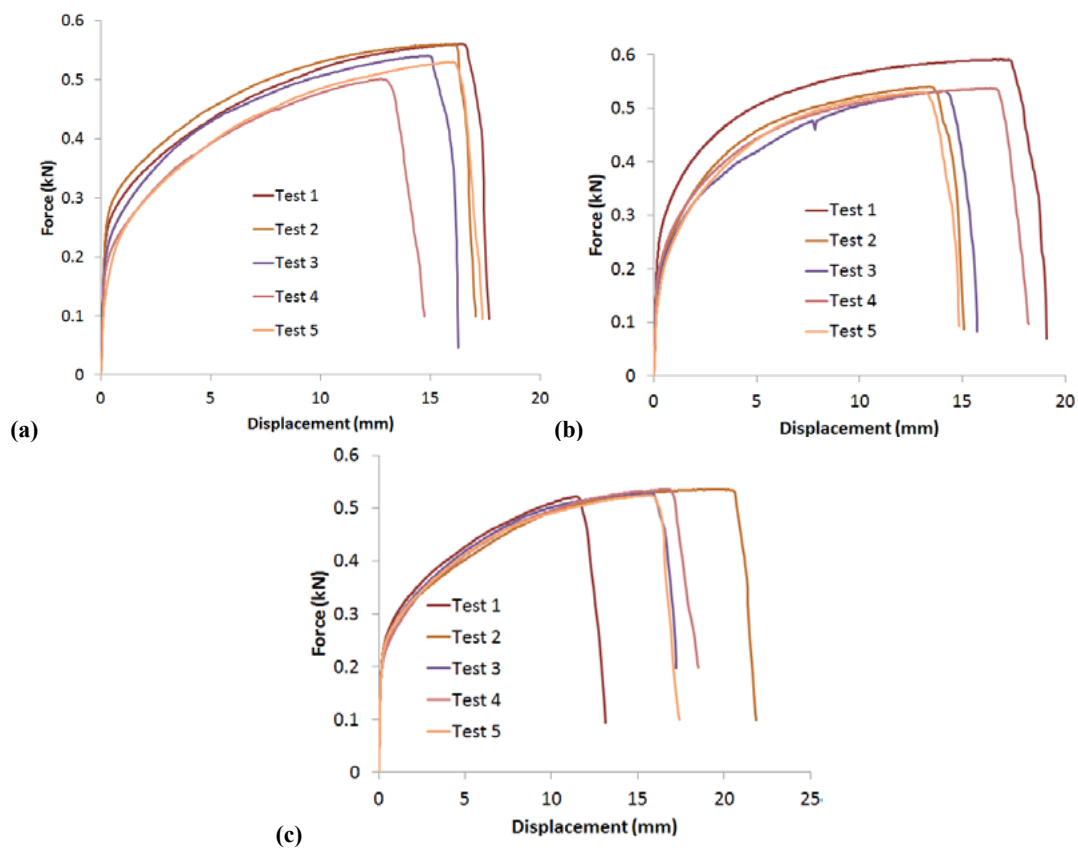 0.6
0.5
0.4
0.3
0.2
0.1
0
Force (kN)
Test 1
Test 2
Test 3
Test 4
Test 5
0 5 10 15 20
Displacement (mm)
(a)
0.6
0.5
0.4
0.3
0.2
0.1
0
Force (kN)
Test 1
Test 2
Test 3
Test 4
Test 5
0 5 10 15 20
Displacement (mm)
(b)
0.6
0.5
0.4
0.3
0.2
0.1
0
Force (kN)
Test 1
Test 2
Test 3
Test 4
Test 5
0 5 10 15 20 25
Displacement (mm)
(c)